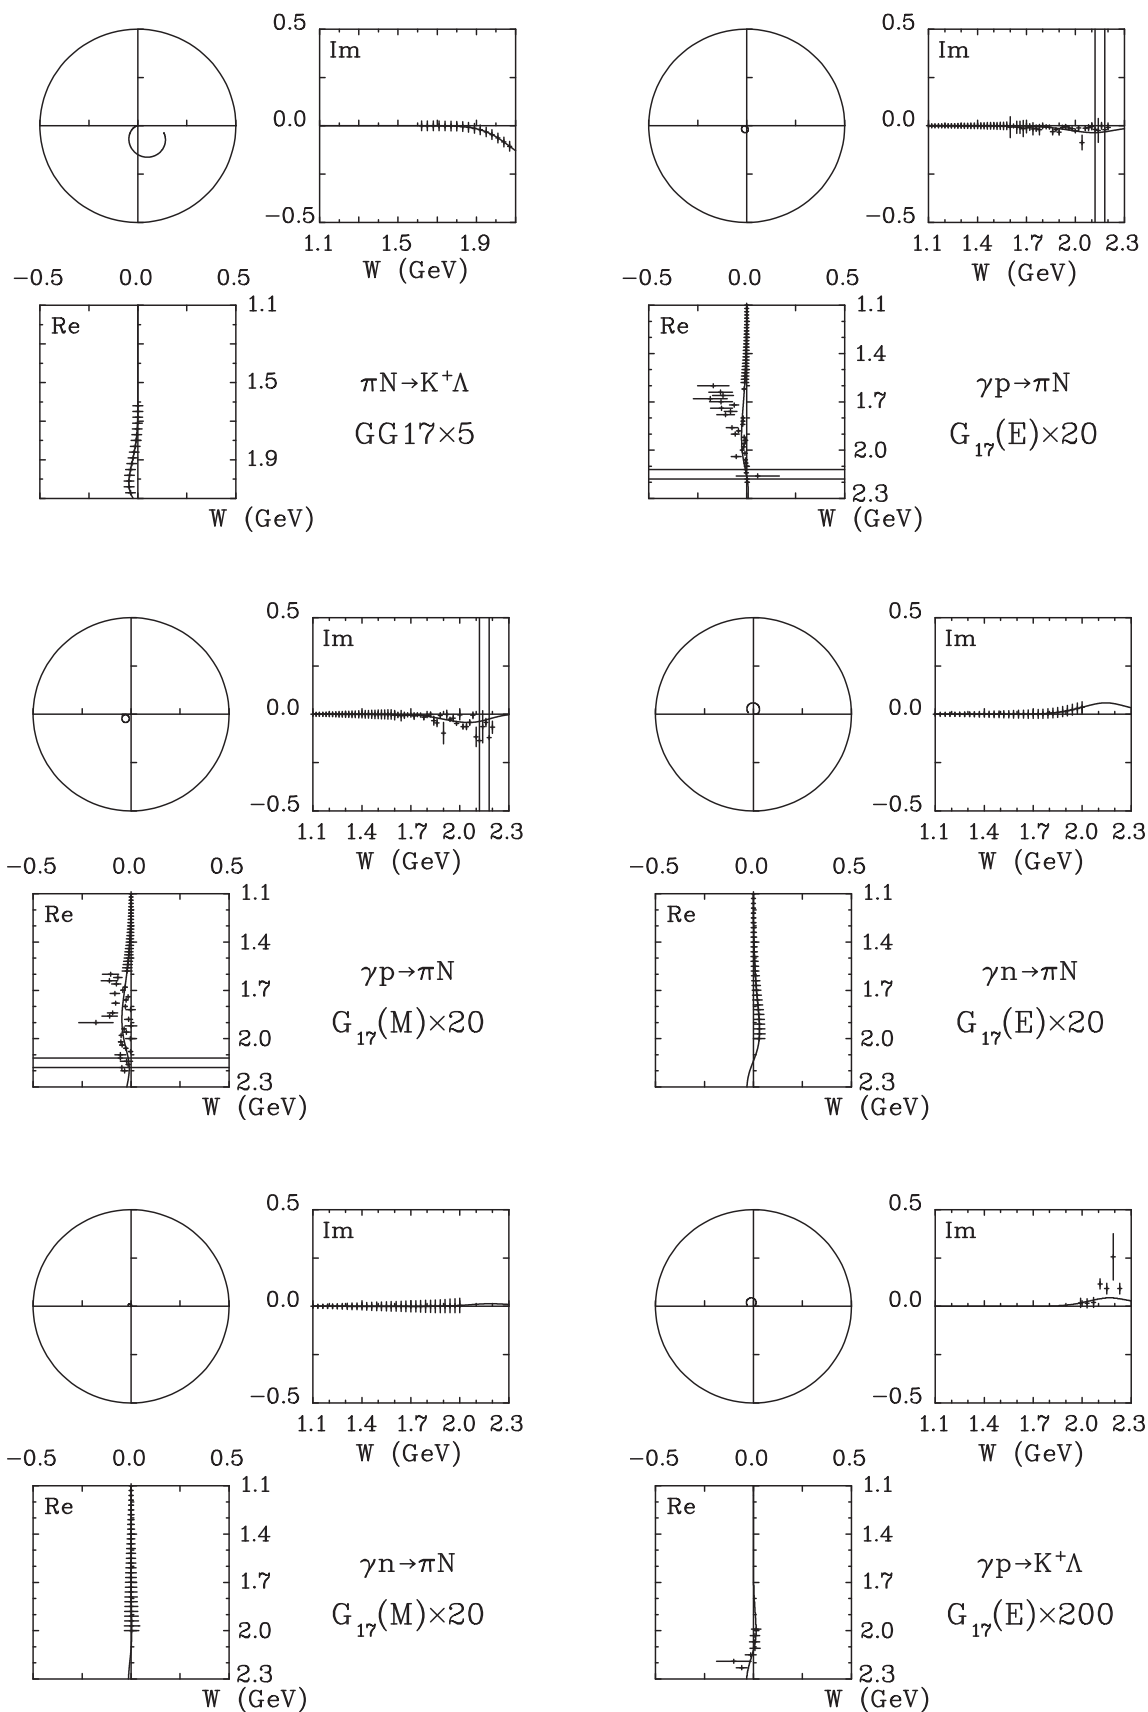 0.5
Im
0.0
−0.5
1.1 1.5 1.9
W (GeV)
−0.5 0.0 0.5
Re
1.1
1.5
1.9
W (GeV)
πN→K⁺Λ
GG17×5
0.5
Im
0.0
−0.5
1.1 1.4 1.7 2.0 2.3
W (GeV)
−0.5 0.0 0.5
Re
1.1
1.4
1.7
2.0
2.3
W (GeV)
γp→πN
G₁₇(E)×20
0.5
Im
0.0
−0.5
1.1 1.4 1.7 2.0 2.3
W (GeV)
−0.5 0.0 0.5
Re
1.1
1.4
1.7
2.0
2.3
W (GeV)
γp→πN
G₁₇(M)×20
0.5
Im
0.0
−0.5
1.1 1.4 1.7 2.0 2.3
W (GeV)
−0.5 0.0 0.5
Re
1.1
1.4
1.7
2.0
2.3
W (GeV)
γn→πN
G₁₇(E)×20
0.5
Im
0.0
−0.5
1.1 1.4 1.7 2.0 2.3
W (GeV)
−0.5 0.0 0.5
Re
1.1
1.4
1.7
2.0
2.3
W (GeV)
γn→πN
G₁₇(M)×20
0.5
Im
0.0
−0.5
1.1 1.4 1.7 2.0 2.3
W (GeV)
−0.5 0.0 0.5
Re
1.1
1.4
1.7
2.0
2.3
W (GeV)
γp→K⁺Λ
G₁₇(E)×200